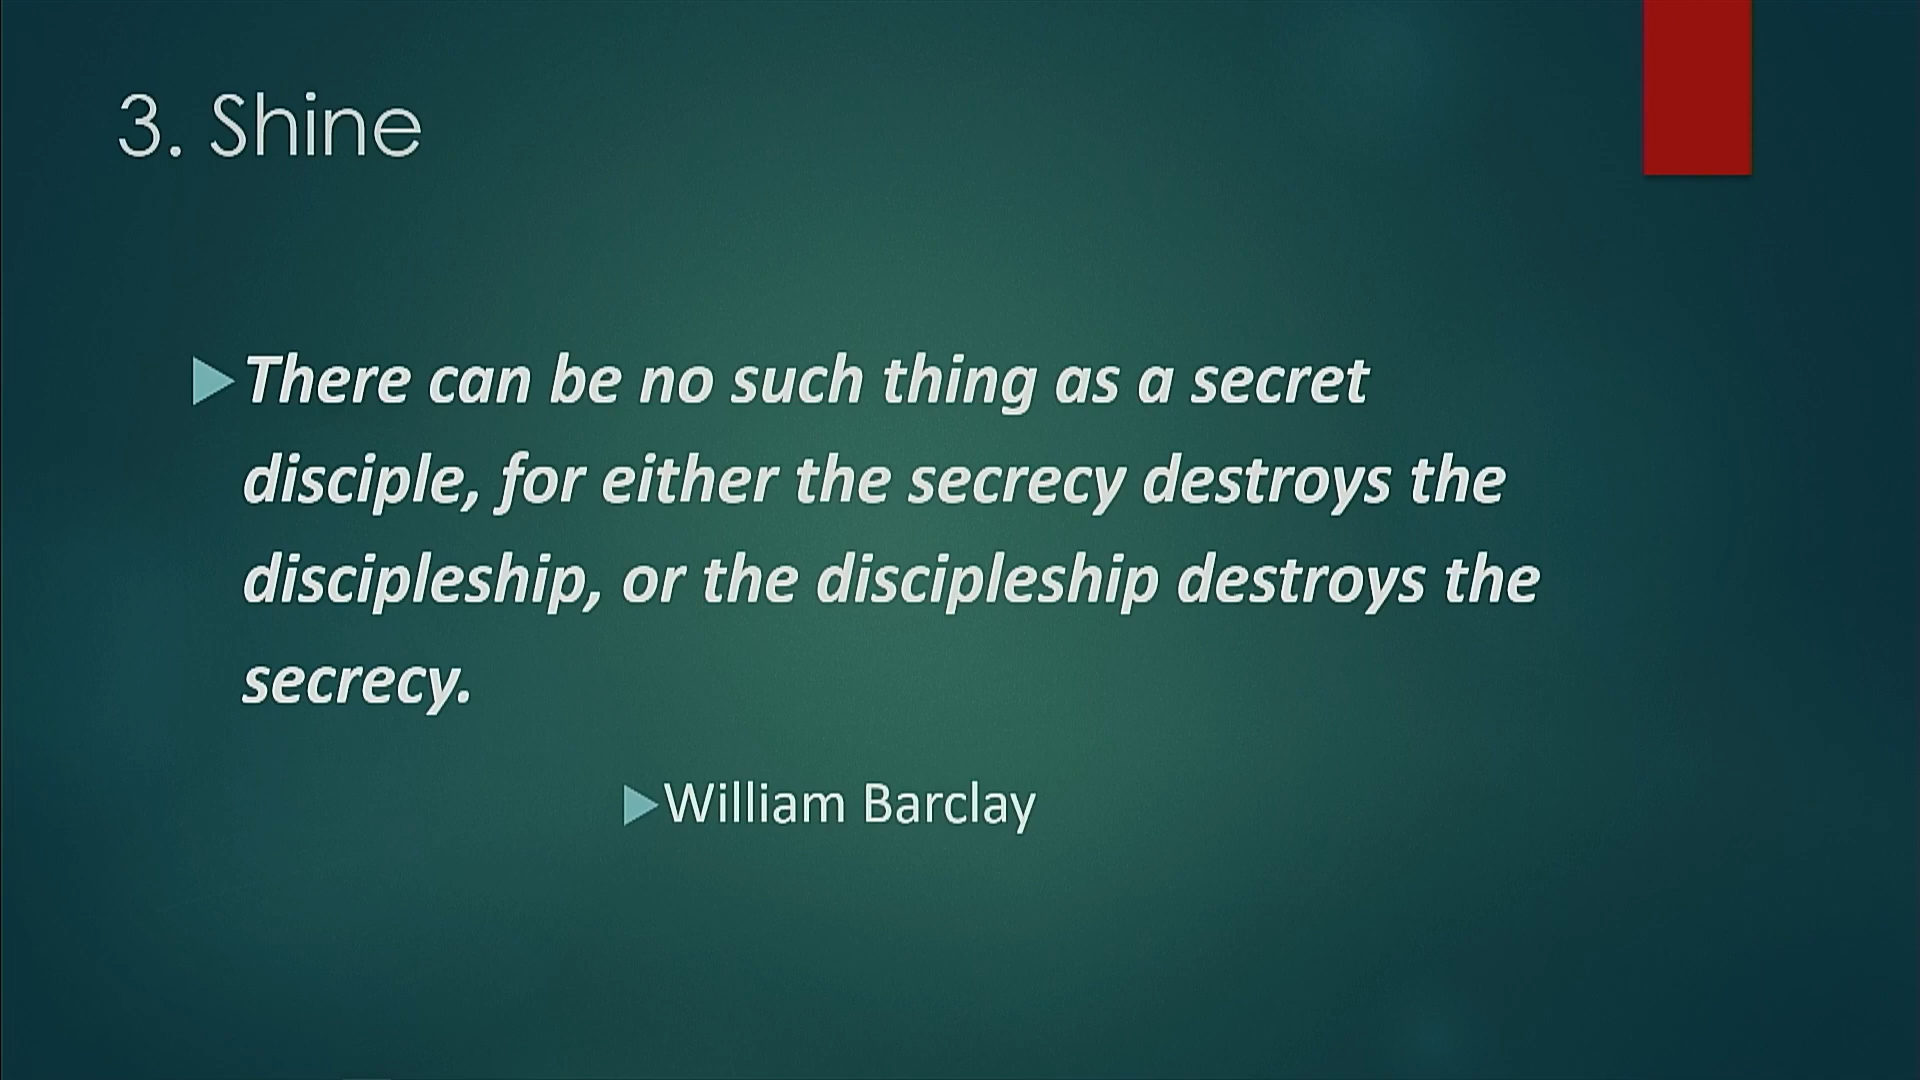 3. Shine
There can be no such thing as a secret
disciple, for either the secrecy destroys the
discipleship, or the discipleship destroys the
secrecy.
William Barclay